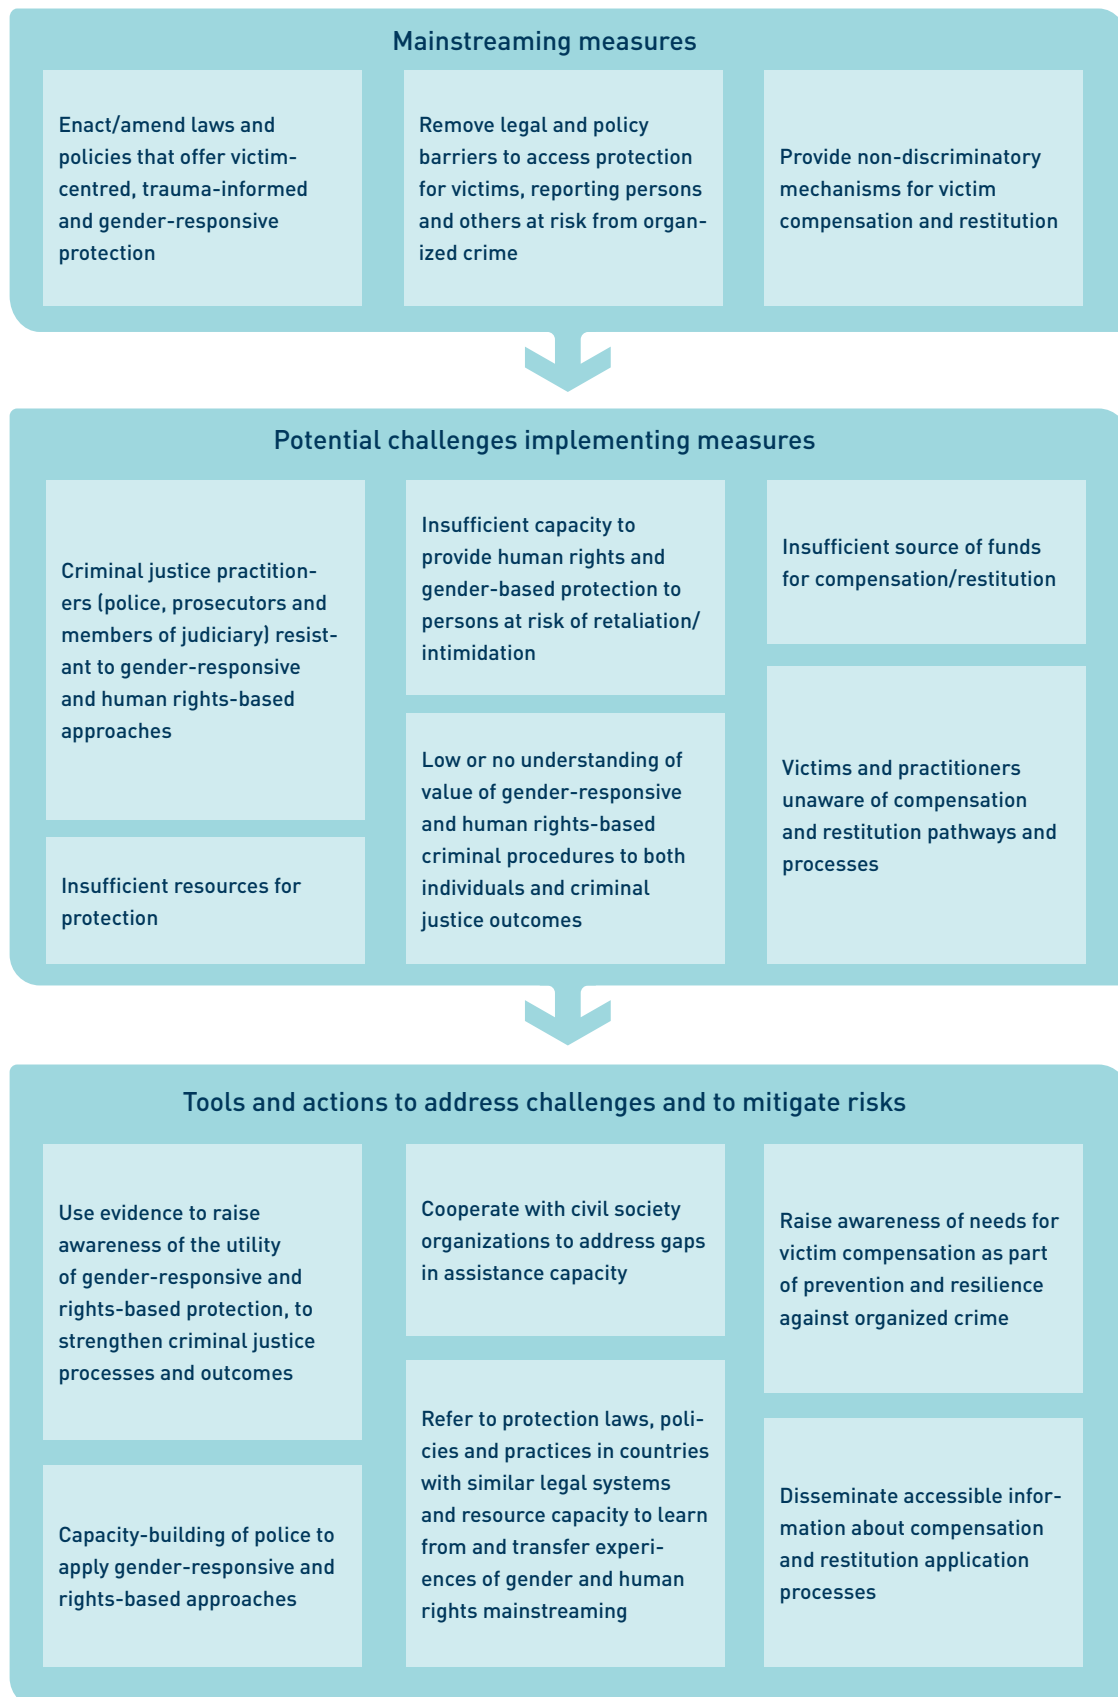 Mainstreaming measures
Enact/amend laws and
policies that offer victim-
centred, trauma-informed
and gender-responsive
protection
Remove legal and policy
barriers to access protection
for victims, reporting persons
and others at risk from organ-
ized crime
Provide non-discriminatory
mechanisms for victim
compensation and restitution
Potential challenges implementing measures
Criminal justice practition-
ers (police, prosecutors and
members of judiciary) resist-
ant to gender-responsive
and human rights-based
approaches
Insufficient resources for
protection
Insufficient capacity to
provide human rights and
gender-based protection to
persons at risk of retaliation/
intimidation
Low or no understanding of
value of gender-responsive
and human rights-based
criminal procedures to both
individuals and criminal
justice outcomes
Insufficient source of funds
for compensation/restitution
Victims and practitioners
unaware of compensation
and restitution pathways and
processes
Tools and actions to address challenges and to mitigate risks
Use evidence to raise
awareness of the utility
of gender-responsive and
rights-based protection, to
strengthen criminal justice
processes and outcomes
Capacity-building of police to
apply gender-responsive and
rights-based approaches
Cooperate with civil society
organizations to address gaps
in assistance capacity
Refer to protection laws, poli-
cies and practices in countries
with similar legal systems
and resource capacity to learn
from and transfer experi-
ences of gender and human
rights mainstreaming
Raise awareness of needs for
victim compensation as part
of prevention and resilience
against organized crime
Disseminate accessible infor-
mation about compensation
and restitution application
processes